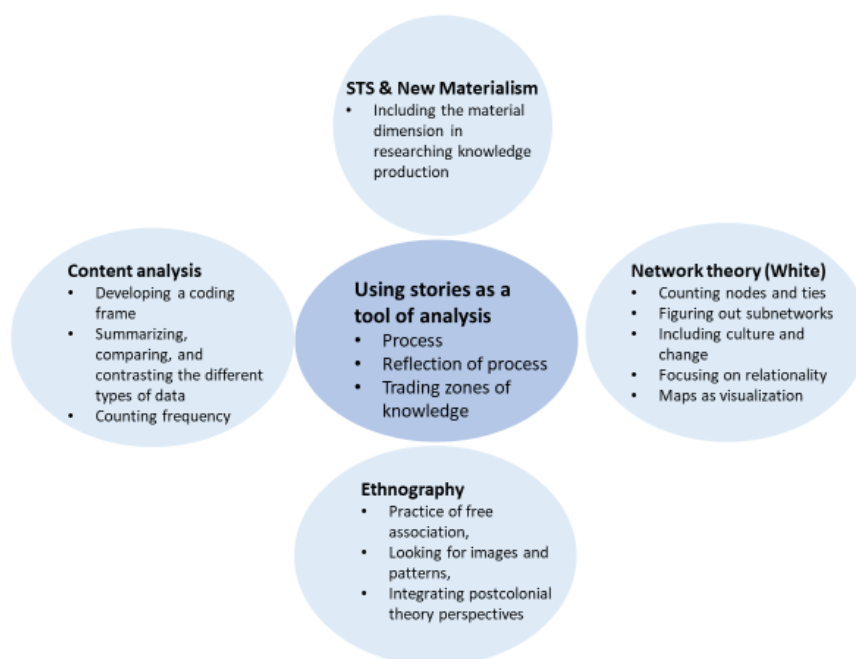 STS & New Materialism
• Including the material
dimension in
researching knowledge
production
Content analysis
• Developing a coding
frame
• Summarizing,
comparing, and
contrasting the different
types of data
• Counting frequency
Using stories as a
tool of analysis
• Process
• Reflection of process
• Trading zones of
knowledge
Network theory (White)
• Counting nodes and ties
• Figuring out subnetworks
• Including culture and
change
• Focusing on relationality
• Maps as visualization
Ethnography
• Practice of free
association,
• Looking for images and
patterns,
• Integrating postcolonial
theory perspectives